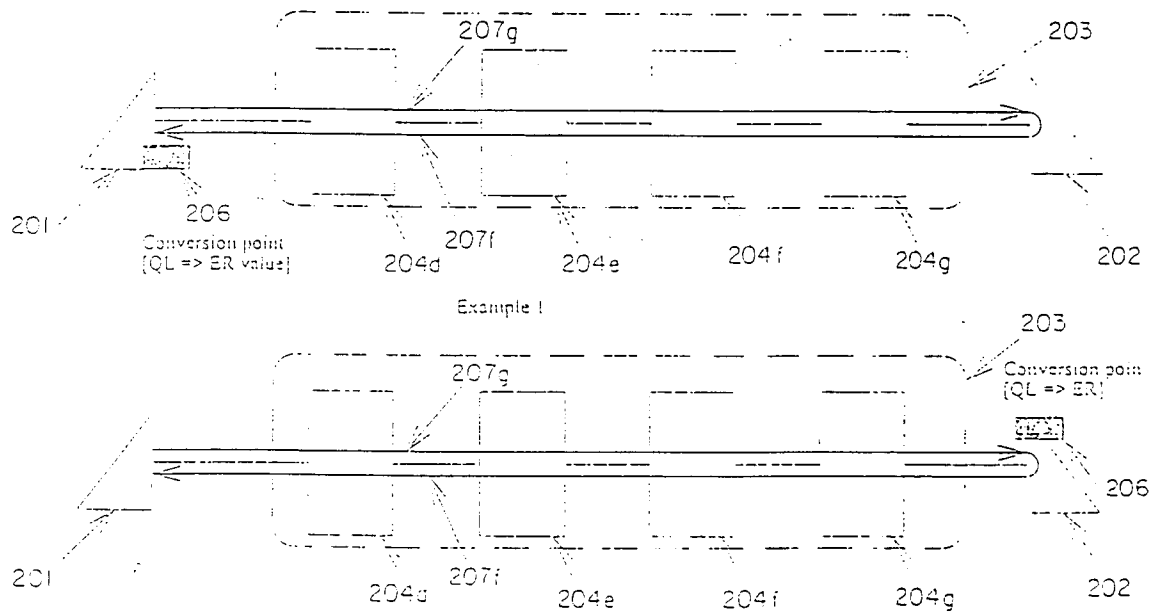 207g
203
201
206
Conversion point
[QL => ER value]
207f
204d
204e
204f
204g
202
Example 1
203
207g
Conversion point
[QL => ER]
206
201
207f
204d
204e
204f
204g
202